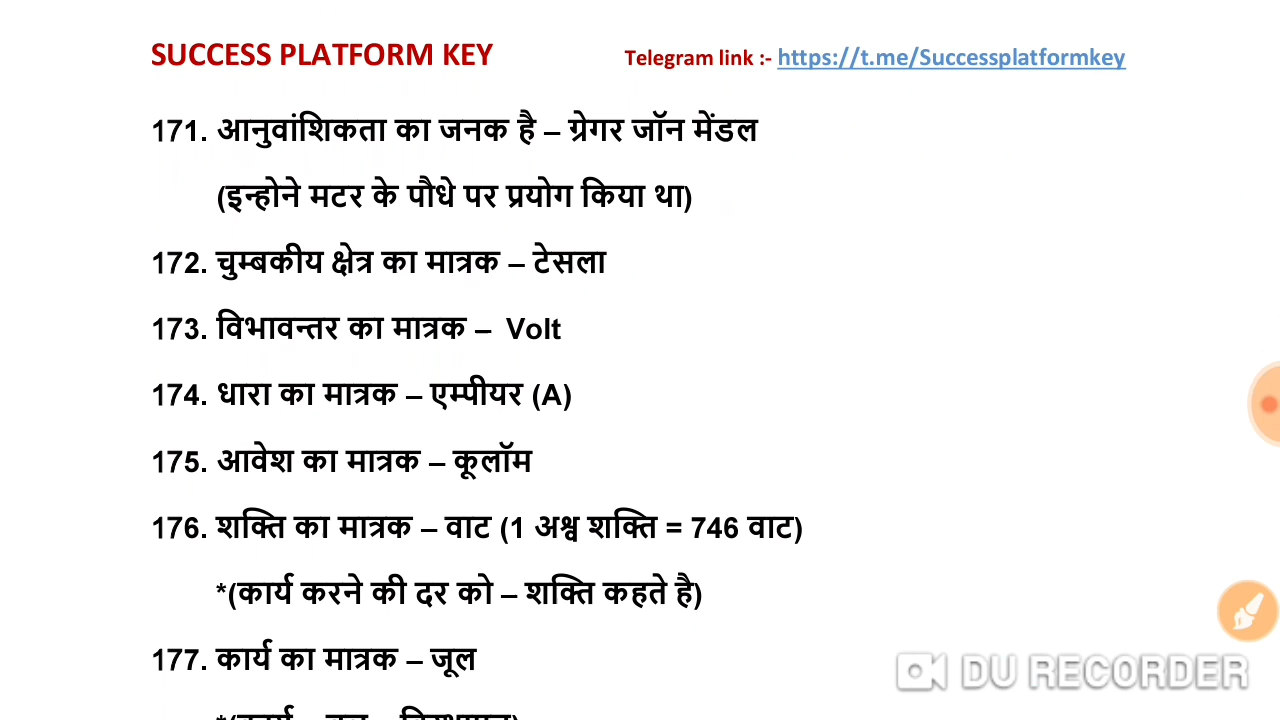 SUCCESS PLATFORM KEY Telegram link :- https://t.me/Successplatformkey
171. आनुवांशिकता का जनक है – ग्रेगर जॉन मेंडल
(इन्होने मटर के पौधे पर प्रयोग किया था)
172. चुम्बकीय क्षेत्र का मात्रक – टेसला
173. विभावन्तर का मात्रक – Volt
174. धारा का मात्रक – एम्पीयर (A)
175. आवेश का मात्रक – कूलॉम
176. शक्ति का मात्रक – वाट (1 अश्व शक्ति = 746 वाट)
*(कार्य करने की दर को – शक्ति कहते है)
177. कार्य का मात्रक – जूल
DU RECORDER